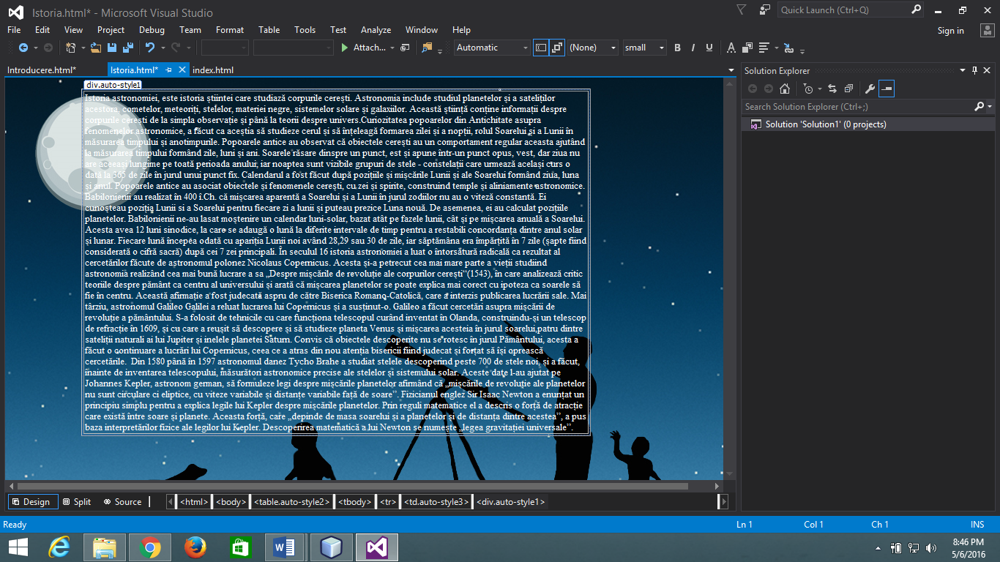 Istoria.html* - Microsoft Visual Studio
Quick Launch (Ctrl+Q)
File Edit View Project Debug Team Format Table Tools Test Analyze Window Help
Sign in
Attach... Automatic (None) small B I U A
Introducere.html* Istoria.html* index.html
Solution Explorer
Search Solution Explorer (Ctrl+;)
Solution 'Solution1' (0 projects)
div.auto-style1
Istoria astronomiei, este istoria științei care studiază corpurile cerești. Astronomia include studiul planetelor și a sateliților
acestora, cometelor, meteoriți, stelelor, materiei negre, sistemelor solare și galaxiilor. Această știință conține informații despre
corpurile cerești de la simpla observație și până la teorii despre univers.Curiozitatea popoarelor din Antichitate asupra
fenomenelor astronomice, a făcut ca aceștia să studieze cerul și să înțeleagă formarea zilei și a nopții, rolul Soarelui și a Lunii în
măsurarea timpului și anotimpurile. Popoarele antice au observat că obiectele cerești au un comportament regular aceasta ajutând
la măsurarea timpului formând zile, luni și ani. Soarele răsare dinspre un punct, est și apune intr-un punct opus, vest, dar ziua nu
are aceeași lungime pe toată perioada anului, iar noaptea sunt vizibile grupuri de stele - constelații care urmează același curs o
dată la 365 de zile în jurul unui punct fix. Calendarul a fost făcut după pozițiile și mișcările Lunii și ale Soarelui formând ziua, luna
și anul. Popoarele antice au asociat obiectele și fenomenele cerești, cu zei și spirite, construind temple și aliniamente astronomice.
Babilonienii au realizat în 400 î.Ch. că mișcarea aparentă a Soarelui și a Lunii în jurul zodiilor nu au o viteză constantă. Ei
cunoșteau poziția Lunii si a Soarelui pentru fiecare zi a lunii și puteau prezice Luna nouă. De asemenea, ei au calculat pozițiile
planetelor. Babilonienii ne-au lasat moștenire un calendar luni-solar, bazat atât pe fazele lunii, cât și pe mișcarea anuală a Soarelui.
Acesta avea 12 luni sinodice, la care se adaugă o lună la diferite intervale de timp pentru a restabili concordanța dintre anul solar
și lunar. Fiecare lună începea odată cu apariția Lunii noi având 28,29 sau 30 de zile, iar săptămâna era împărțită în 7 zile (șapte fiind
considerată o cifră sacră) după cei 7 zei principali. În seculul 16 istoria astronomiei a luat o întorsătură radicală ca rezultat al
cercetărilor făcute de astronomul polonez Nicolaus Copernicus. Acesta și-a petrecut cea mai mare parte a vieții studiind
astronomia realizând cea mai bună lucrare a sa „Despre mișcările de revoluție ale corpurilor cerești“(1543), în care analizează critic
teoriile despre pământ ca centru al universului și arată că mișcarea planetelor se poate explica mai corect cu ipoteza ca soarele să
fie în centru. Această afirmație a fost judecată aspru de către Biserica Romano-Catolică, care a interzis publicarea lucrării sale. Mai
târziu, astronomul Galileo Galilei a reluat lucrarea lui Copernicus și a susținut-o. Galileo a făcut cercetări asupra mișcării de
revoluție a pământului. S-a folosit de tehnicile cu care funcționa telescopul curând inventat în Olanda, construindu-și un telescop
de refracție în 1609, și cu care a reușit să descopere și să studieze planeta Venus și mișcarea acesteia în jurul soarelui,patru dintre
sateliții naturali ai lui Jupiter și inelele planetei Saturn. Convis că obiectele descoperite nu se rotesc în jurul Pământului, acesta a
făcut o continuare a lucrări lui Copernicus, ceea ce a atras din nou atenția bisericii fiind judecat și forțat să își oprească
cercetările. Din 1580 până în 1597 astronomul danez Tycho Brahe a studiat stelele descoperind peste 700 de stele noi, și a făcut,
înainte de inventarea telescopului, măsurători astronomice precise ale stelelor și sistemului solar. Aceste date l-au ajutat pe
Johannes Kepler, astronom german, să formuleze legi despre mișcările planetelor afirmând că „mișcările de revoluție ale planetelor
nu sunt circulare ci eliptice, cu viteze variabile și distanțe variabile față de soare”. Fizicianul englez Sir Isaac Newton a enunțat un
principiu simplu pentru a explica legile lui Kepler despre mișcările planetelor. Prin reguli matematice el a descris o forță de atracție
care există între soare și planete. Aceasta forță, care „depinde de masa soarelui și a planetelor și de distanța dintre acestea”, a pus
baza interpretărilor fizice ale legilor lui Kepler. Descoperirea matematică a lui Newton se numește „legea gravitației universale”.
Design Split Source <html> <body> <table.auto-style2> <tbody> <tr> <td.auto-style3> <div.auto-style1>
Ready Ln 1 Col 1 Ch 1 INS
8:46 PM
5/6/2016